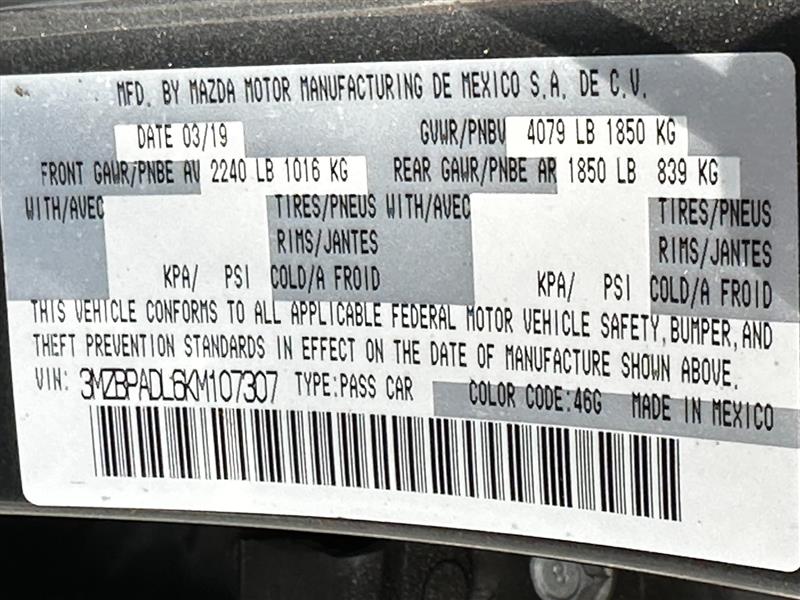 MFD. BY MAZDA MOTOR MANUFACTURING DE MEXICO S.A. DE C.V.
DATE 03/19 GVWR/PNBV 4079 LB 1850 KG
FRONT GAWR/PNBE AV 2240 LB 1016 KG REAR GAWR/PNBE AR 1850 LB 839 KG
WITH/AVEC TIRES/PNEUS WITH/AVEC TIRES/PNEUS
RIMS/JANTES RIMS/JANTES
KPA/ PSI COLD/A FROID KPA/ PSI COLD/A FROID
THIS VEHICLE CONFORMS TO ALL APPLICABLE FEDERAL MOTOR VEHICLE SAFETY, BUMPER, AND
THEFT PREVENTION STANDARDS IN EFFECT ON THE DATE OF MANUFACTURE SHOWN ABOVE.
VIN: 3MZBPADL6KM107307 TYPE:PASS CAR COLOR CODE:46G MADE IN MEXICO